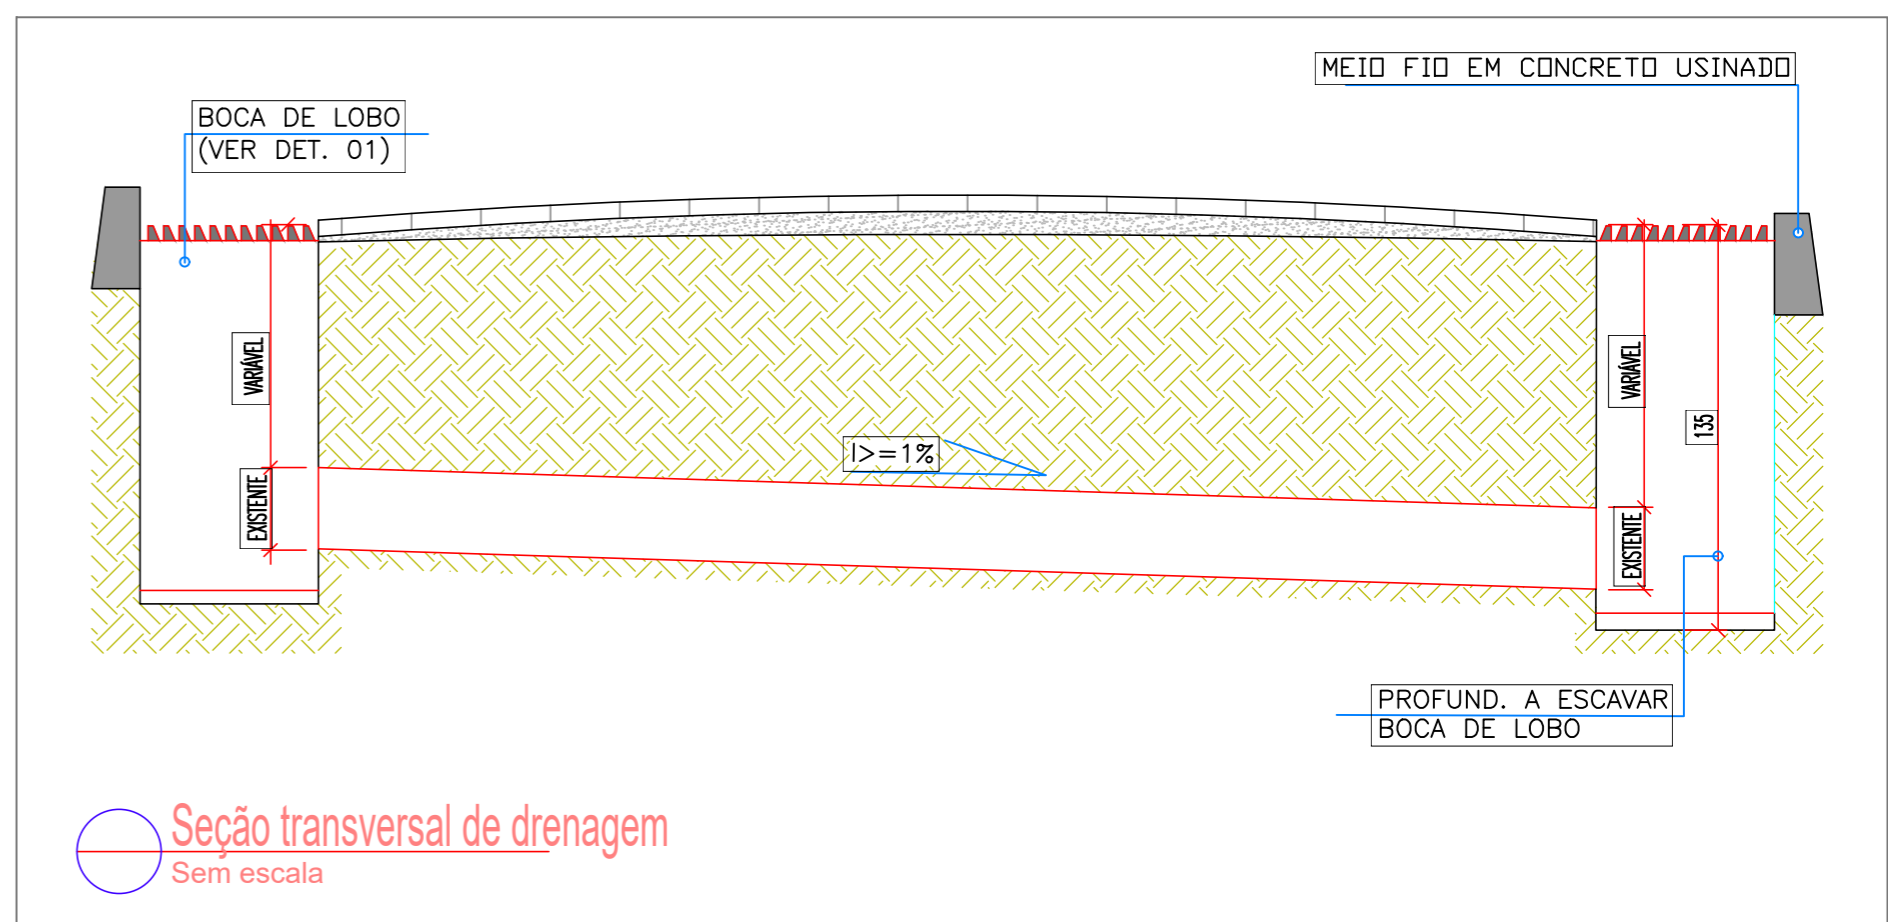 MEIO FIO EM CONCRETO USINADO
BOCA DE LOBO
(VER DET. 01)
VARIÁVEL
VARIÁVEL
135
I>=1%
EXISTENTE
EXISTENTE
PROFUND. A ESCAVAR
BOCA DE LOBO
Seção transversal de drenagem
Sem escala